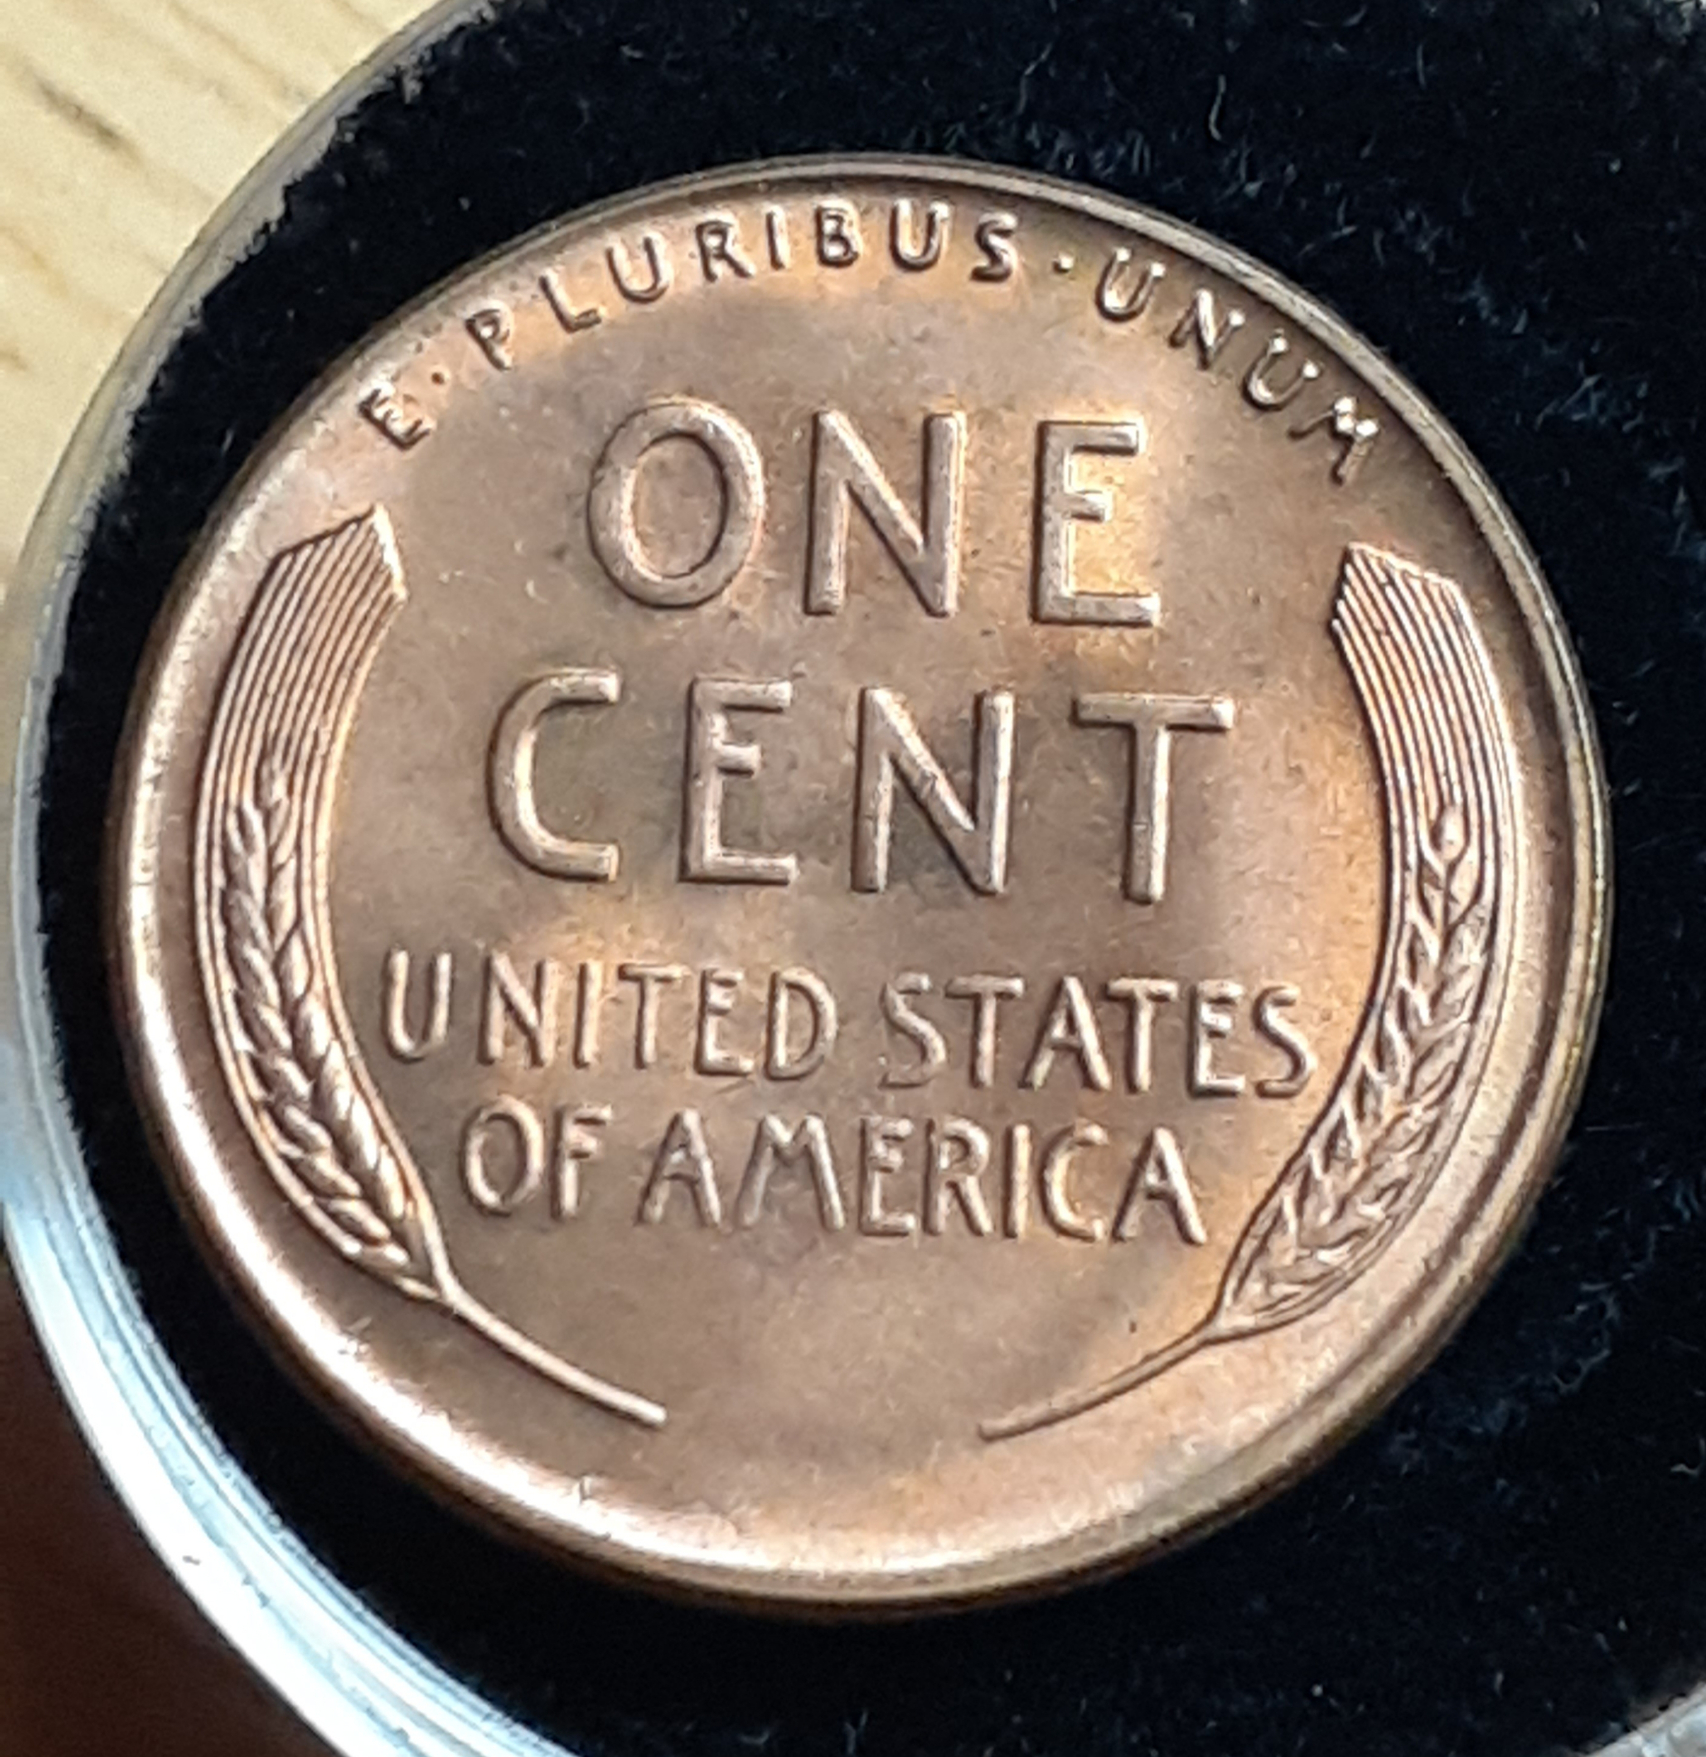 E·PLURIBUS·UNUM
ONE
CENT
UNITED STATES
OF AMERICA